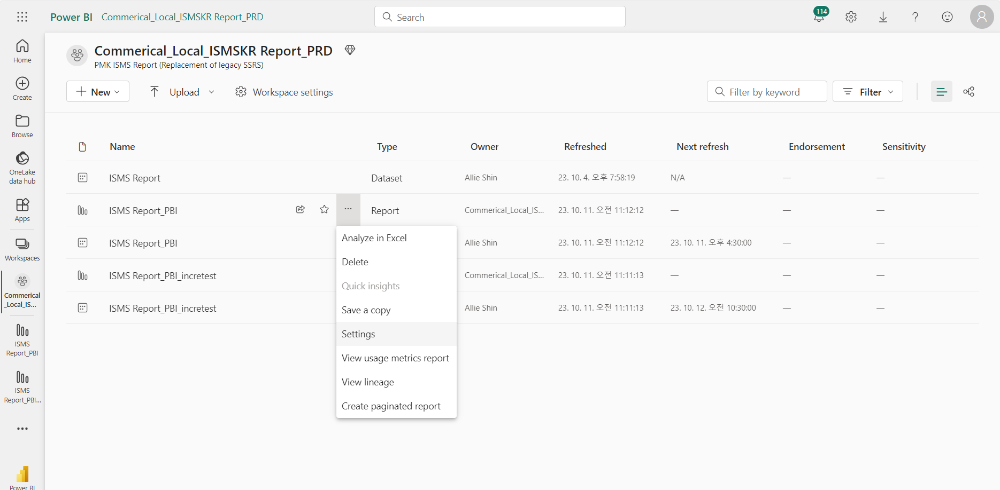 Power BI Commerical_Local_ISMSKR Report_PRD
Search
114
?
Home
Create
Browse
OneLake
data hub
Apps
Workspaces
Commerical
_Local_IS...
ISMS
Report_PBI
ISMS
Report_PBI...
Power BI
Commerical_Local_ISMSKR Report_PRD
PMK ISMS Report (Replacement of legacy SSRS)
New
Upload
Workspace settings
Filter by keyword
Filter
Name Type Owner Refreshed Next refresh Endorsement Sensitivity
ISMS Report Dataset Allie Shin 23. 10. 4. 오후 7:58:19 N/A — —
ISMS Report_PBI ... Report Commerical_Local_IS... 23. 10. 11. 오전 11:12:12 — — —
ISMS Report_PBI Allie Shin 23. 10. 11. 오전 11:12:12 23. 10. 11. 오후 4:30:00 — —
ISMS Report_PBI_incretest Commerical_Local_IS... 23. 10. 11. 오전 11:11:13 — — —
ISMS Report_PBI_incretest Allie Shin 23. 10. 11. 오전 11:11:13 23. 10. 12. 오전 10:30:00 — —
Analyze in Excel
Delete
Quick insights
Save a copy
Settings
View usage metrics report
View lineage
Create paginated report